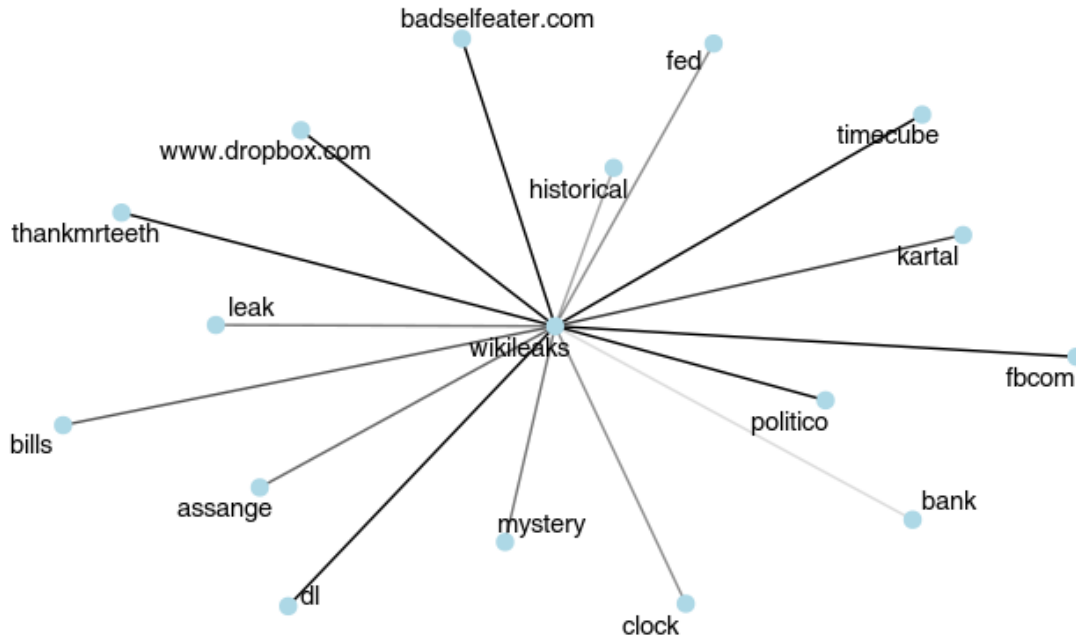 badselfeater.com
fed
timecube
www.dropbox.com
historical
thankmrteeth
kartal
leak
wikileaks
fbcom
politico
bills
bank
assange
mystery
dl
clock